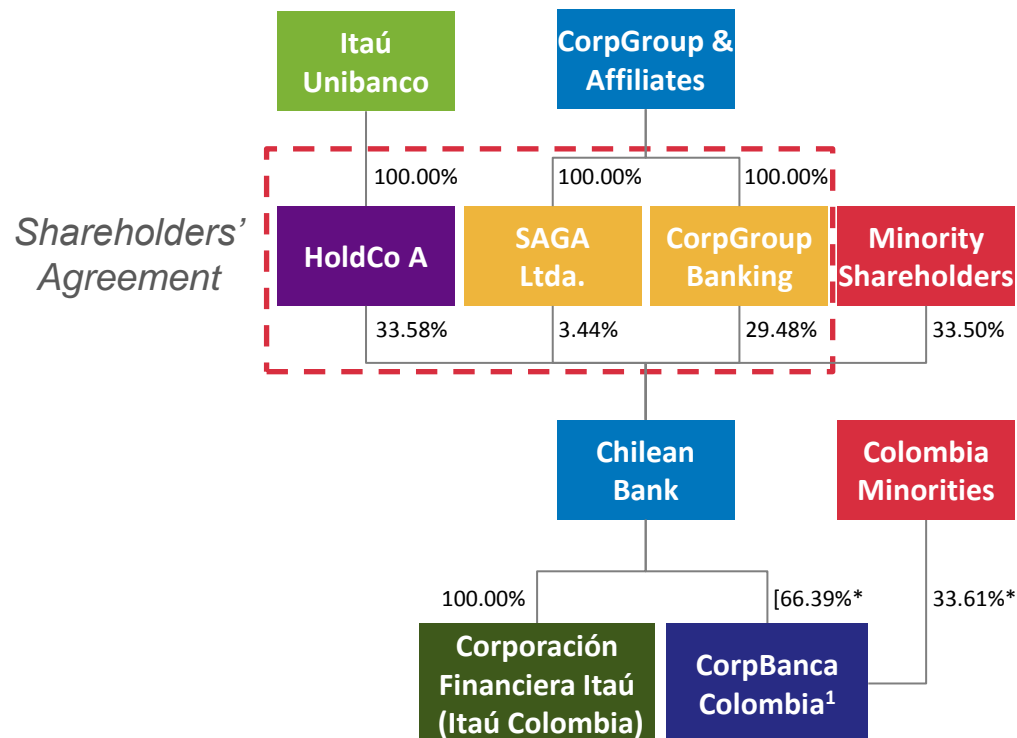 Itaú
Unibanco
CorpGroup &
Affiliates
100.00%
100.00%
100.00%
Shareholders’
Agreement
HoldCo A
SAGA
Ltda.
CorpGroup
Banking
Minority
Shareholders
33.58%
3.44%
29.48%
33.50%
Chilean
Bank
Colombia
Minorities
100.00%
[66.39%*
33.61%*
Corporación
Financiera Itaú
(Itaú Colombia)
CorpBanca
Colombia¹